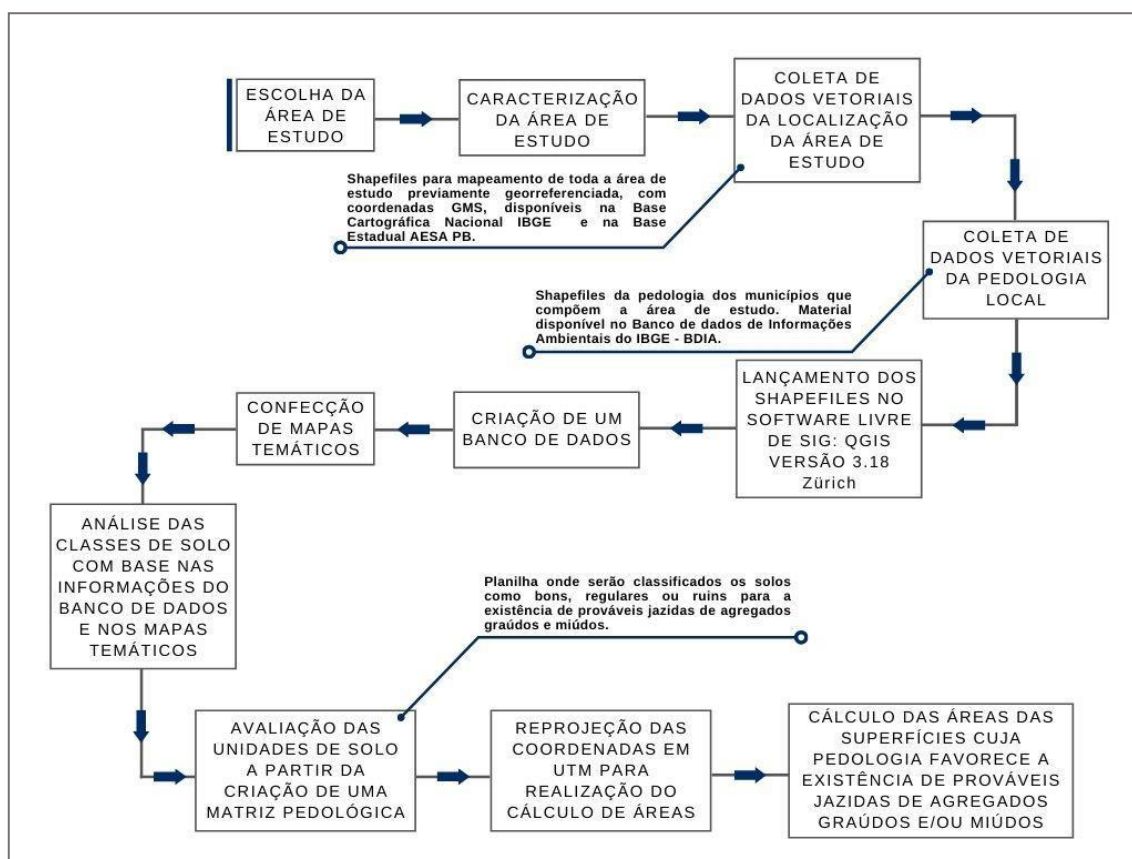 ESCOLHA DA
ÁREA DE
ESTUDO
CARACTERIZAÇÃO
DA ÁREA DE
ESTUDO
COLETA DE
DADOS VETORIAIS
DA LOCALIZAÇÃO
DA ÁREA DE
ESTUDO
Shapefiles para mapeamento de toda a área de
estudo previamente georreferenciada, com
coordenadas GMS, disponíveis na Base
Cartográfica Nacional IBGE e na Base
Estadual AESA PB.
COLETA DE
DADOS VETORIAIS
DA PEDOLOGIA
LOCAL
Shapefiles da pedologia dos municípios que
compõem a área de estudo. Material
disponível no Banco de dados de Informações
Ambientais do IBGE - BDIA.
LANÇAMENTO DOS
SHAPEFILES NO
SOFTWARE LIVRE
DE SIG: QGIS
VERSÃO 3.18
Zürich
CRIAÇÃO DE UM
BANCO DE DADOS
CONFECÇÃO
DE MAPAS
TEMÁTICOS
ANÁLISE DAS
CLASSES DE SOLO
COM BASE NAS
INFORMAÇÕES DO
BANCO DE DADOS
E NOS MAPAS
TEMÁTICOS
Planilha onde serão classificados os solos
como bons, regulares ou ruins para a
existência de prováveis jazidas de agregados
graúdos e miúdos.
AVALIAÇÃO DAS
UNIDADES DE SOLO
A PARTIR DA
CRIAÇÃO DE UMA
MATRIZ PEDOLÓGICA
REPROJEÇÃO DAS
COORDENADAS EM
UTM PARA
REALIZAÇÃO DO
CÁLCULO DE ÁREAS
CÁLCULO DAS ÁREAS DAS
SUPERFÍCIES CUJA
PEDOLOGIA FAVORECE A
EXISTÊNCIA DE PROVÁVEIS
JAZIDAS DE AGREGADOS
GRAÚDOS E/OU MIÚDOS